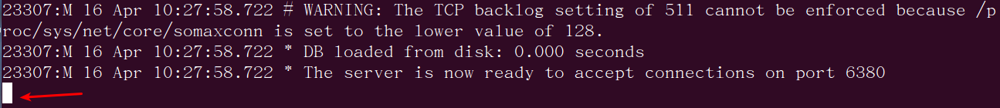 23307:M 16 Apr 10:27:58.722 # WARNING: The TCP backlog setting of 511 cannot be enforced because /p
roc/sys/net/core/somaxconn is set to the lower value of 128.
23307:M 16 Apr 10:27:58.722 * DB loaded from disk: 0.000 seconds
23307:M 16 Apr 10:27:58.722 * The server is now ready to accept connections on port 6380